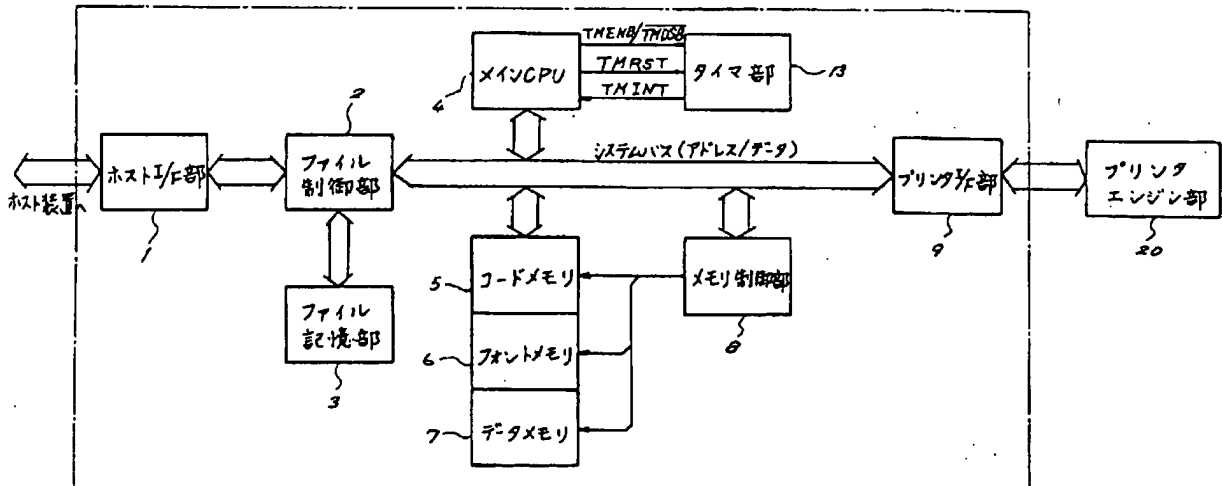 TMENB/TMDSB
メインCPU
TMRST
タイマ部
TMINT
4
13
2
ホストI/F部
ファイル
制御部
システムバス(アドレス/データ)
プリンタI/F部
プリンタ
エンジン部
ホスト装置へ
1
9
20
5
コードメモリ
メモリ制御部
8
ファイル
記憶部
3
6
フォントメモリ
7
データメモリ